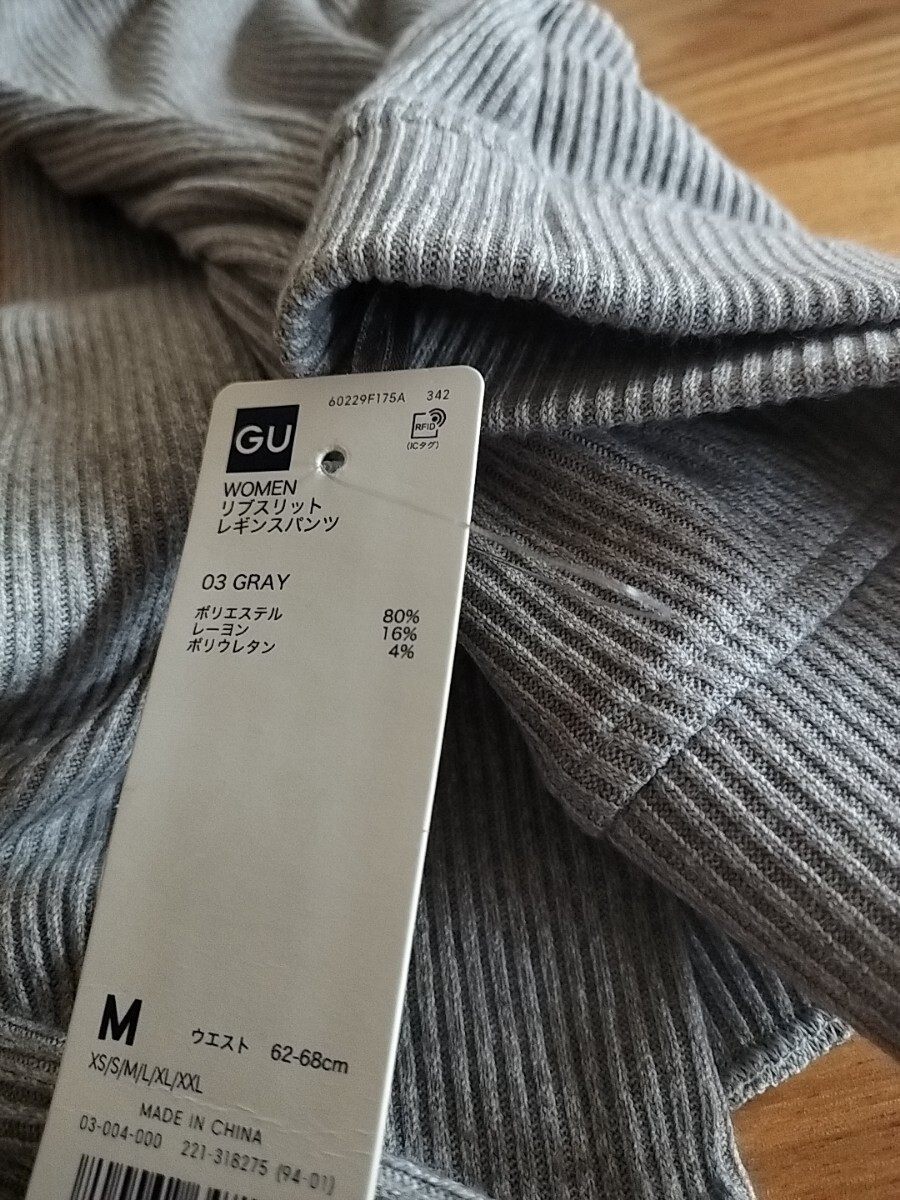 60229F175A 342
GU
RFID
(ICタグ)
WOMEN
リブスリット
レギンスパンツ
03 GRAY
ポリエステル 80%
レーヨン 16%
ポリウレタン 4%
M ウエスト 62-68cm
XS/S/M/L/XL/XXL
MADE IN CHINA
03-004-000 221-318275 (94-01)